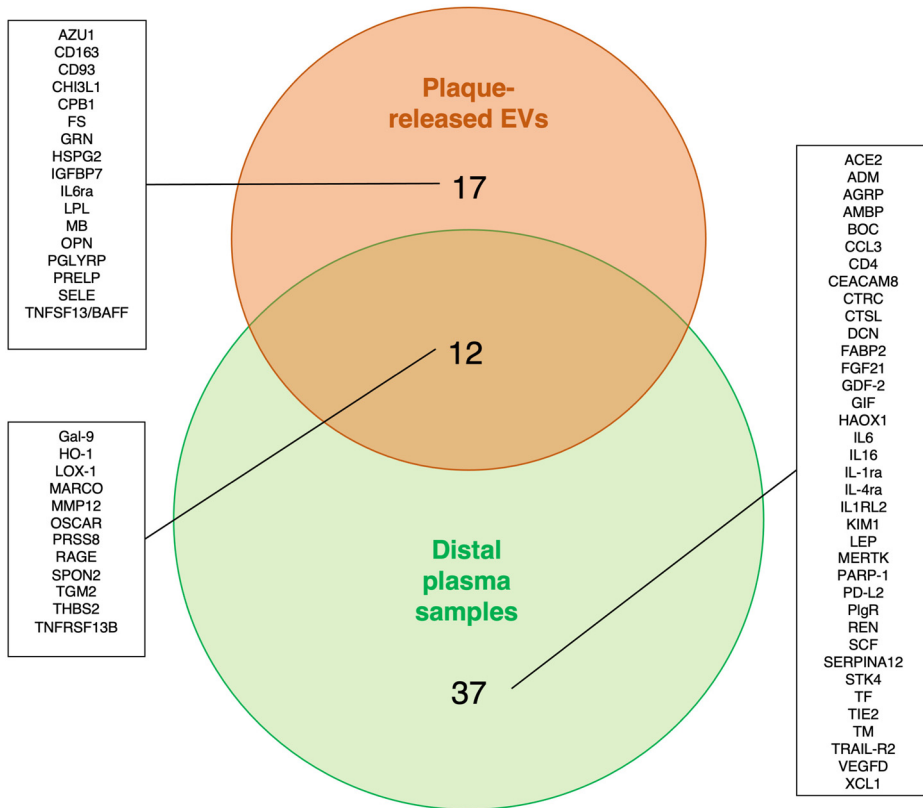 AZU1
CD163
CD93
CHI3L1
CPB1
FS
GRN
HSPG2
IGFBP7
IL6ra
LPL
MB
OPN
PGLYRP
PRELP
SELE
TNFSF13/BAFF
Plaque-
released EVs
17
12
Gal-9
HO-1
LOX-1
MARCO
MMP12
OSCAR
PRSS8
RAGE
SPON2
TGM2
THBS2
TNFRSF13B
Distal
plasma
samples
37
ACE2
ADM
AGRP
AMBP
BOC
CCL3
CD4
CEACAM8
CTRC
CTSL
DCN
FABP2
FGF21
GDF-2
GIF
HAOX1
IL6
IL16
IL-1ra
IL-4ra
IL1RL2
KIM1
LEP
MERTK
PARP-1
PD-L2
PIgR
REN
SCF
SERPINA12
STK4
TF
TIE2
TM
TRAIL-R2
VEGFD
XCL1